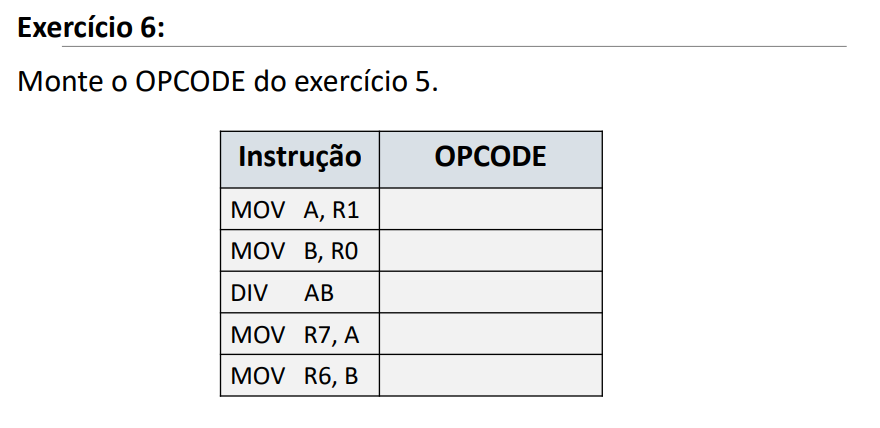 Exercício 6:
Monte o OPCODE do exercício 5.
Instrução OPCODE
MOV A, R1
MOV B, R0
DIV AB
MOV R7, A
MOV R6, B